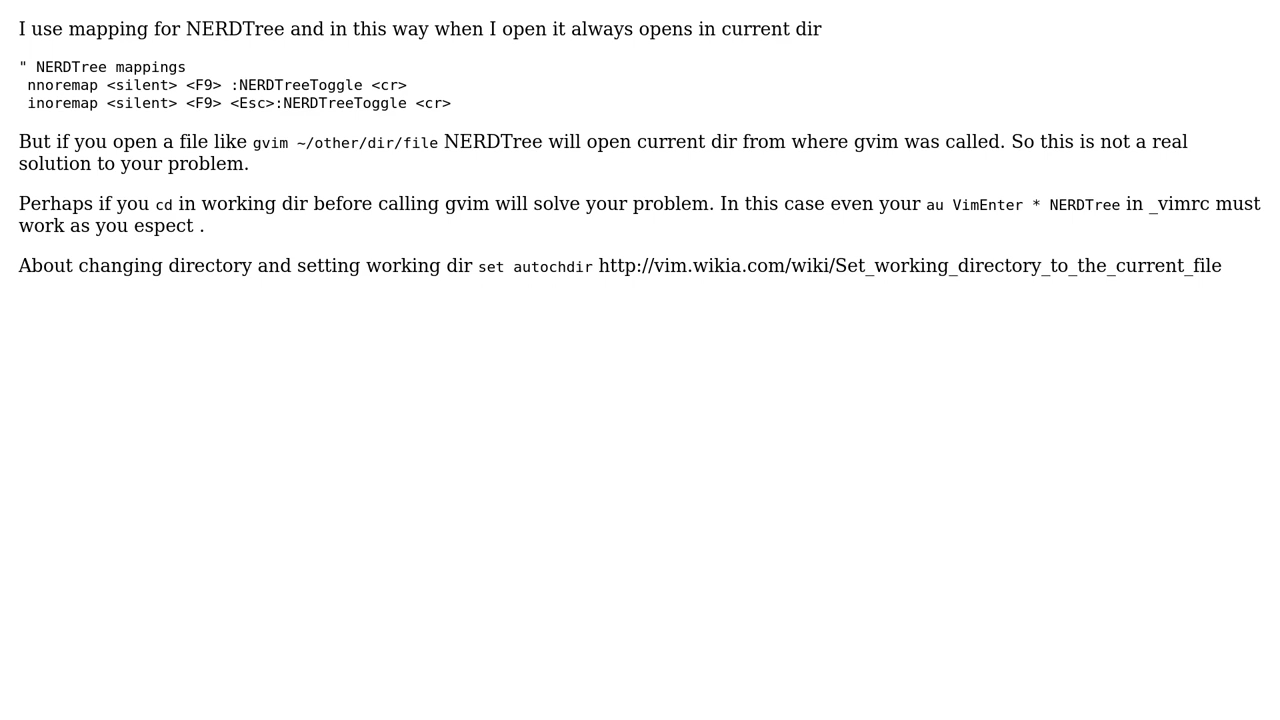 I use mapping for NERDTree and in this way when I open it always opens in current dir
" NERDTree mappings
nnoremap <silent> <F9> :NERDTreeToggle <cr>
inoremap <silent> <F9> <Esc>:NERDTreeToggle <cr>
But if you open a file like gvim ~/other/dir/file NERDTree will open current dir from where gvim was called. So this is not a real
solution to your problem.
Perhaps if you cd in working dir before calling gvim will solve your problem. In this case even your au VimEnter * NERDTree in _vimrc must
work as you espect .
About changing directory and setting working dir set autochdir http://vim.wikia.com/wiki/Set_working_directory_to_the_current_file